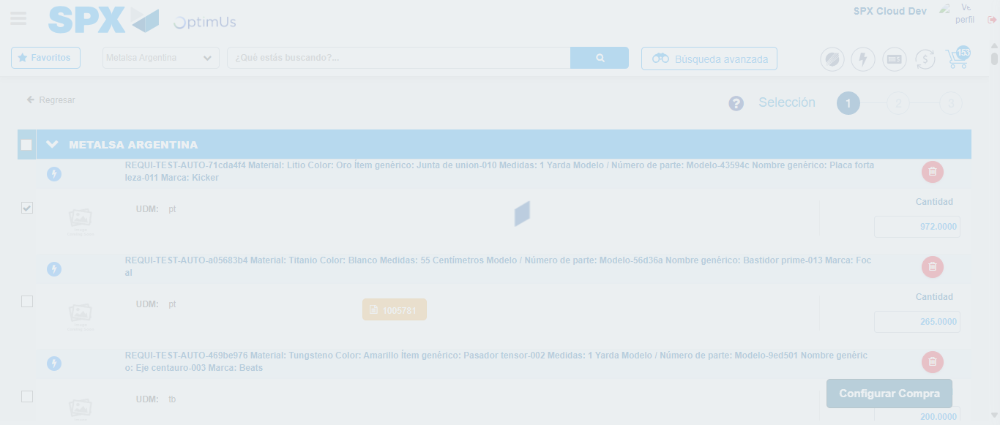 SPX
OptimUs
SPX Cloud Dev
Ve
perfil
Favoritos
Metalsa Argentina
¿Qué estás buscando?...
Búsqueda avanzada
153
Regresar
Selección
1
2
3
METALSA ARGENTINA
REQUI-TEST-AUTO-71cda4f4 Material: Litio Color: Oro Ítem genérico: Junta de union-010 Medidas: 1 Yarda Modelo / Número de parte: Modelo-43594c Nombre genérico: Placa forta
leza-011 Marca: Kicker
UDM: pt
Cantidad
972.0000
REQUI-TEST-AUTO-a05683b4 Material: Titanio Color: Blanco Medidas: 55 Centímetros Modelo / Número de parte: Modelo-56d36a Nombre genérico: Bastidor prime-013 Marca: Foc
al
UDM: pt
1005781
Cantidad
265.0000
REQUI-TEST-AUTO-469be976 Material: Tungsteno Color: Amarillo Ítem genérico: Pasador tensor-002 Medidas: 1 Yarda Modelo / Número de parte: Modelo-9ed501 Nombre genéric
o: Eje centauro-003 Marca: Beats
UDM: tb
Configurar Compra
200.0000